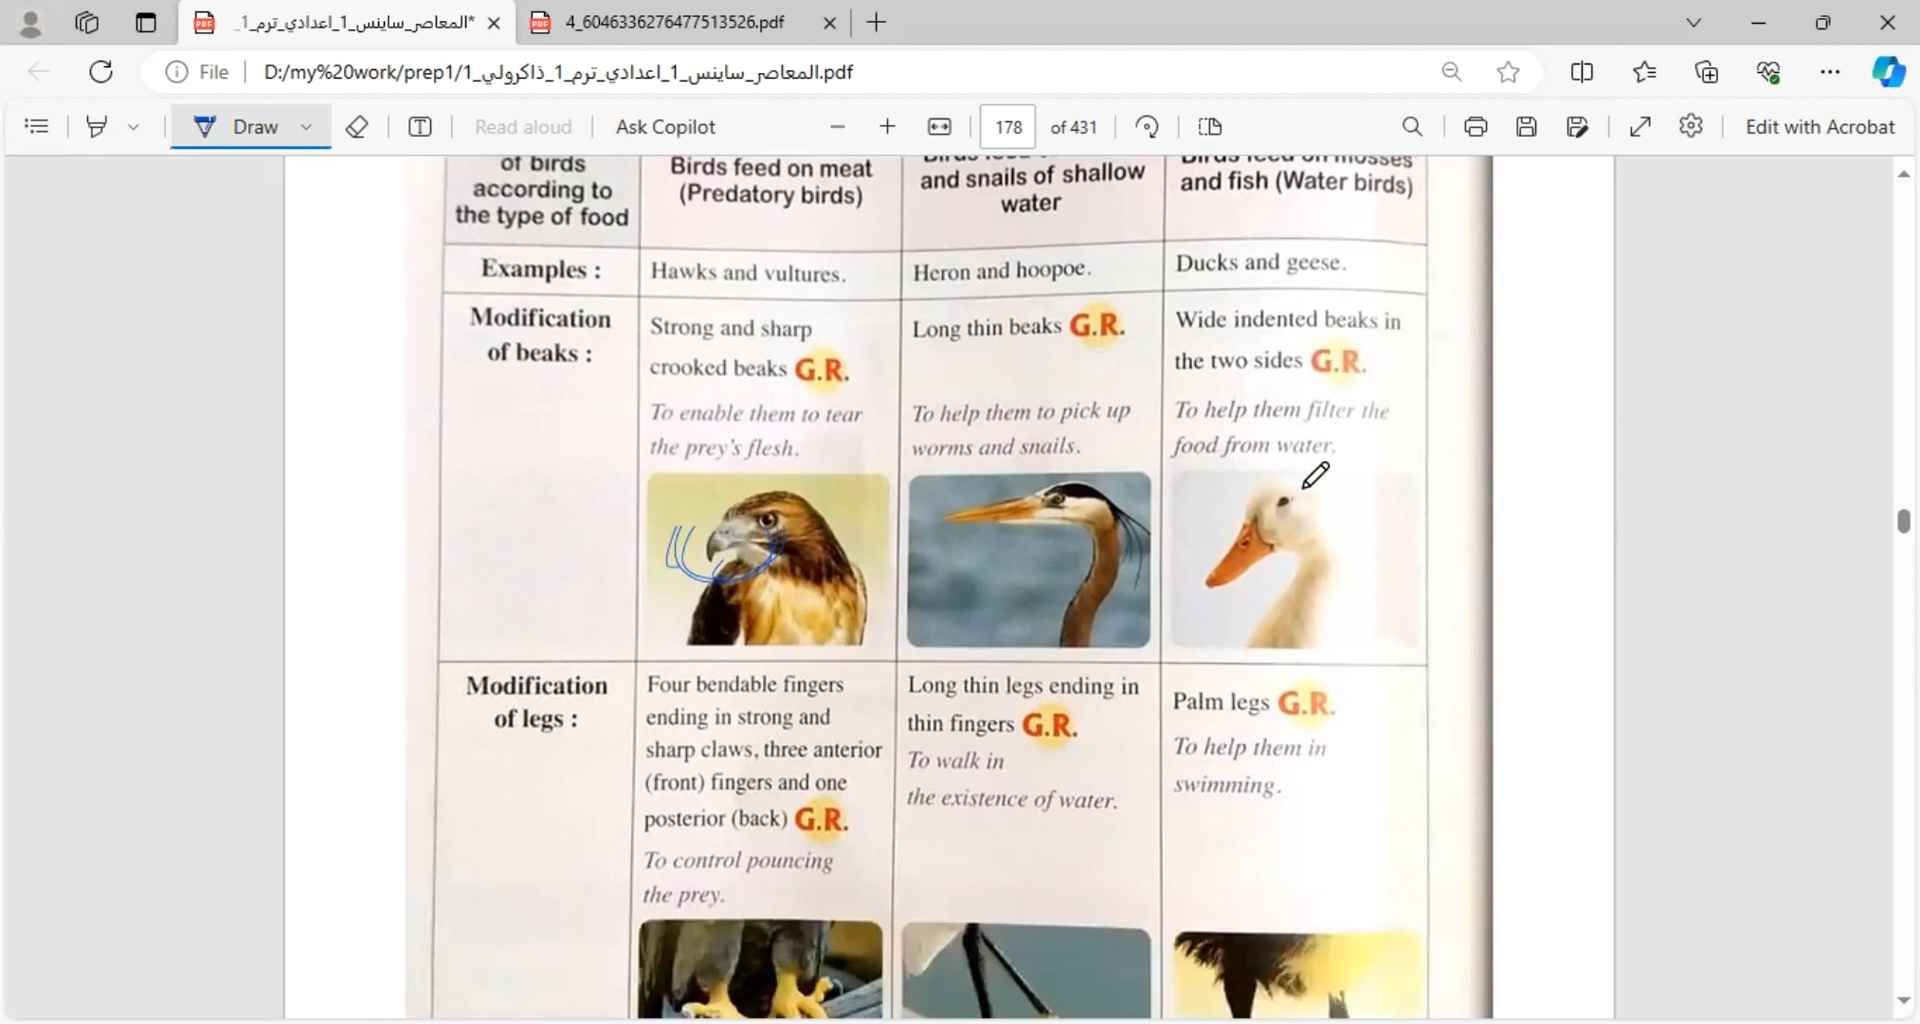 *المعاصر_ساينس_1_اعدادي_ترم_1_
4_6046336276477513526.pdf
File
D:/my%20work/prep1/المعاصر_ساينس_1_اعدادي_ترم_1_ذاكرولي_1.pdf
Draw
Read aloud
Ask Copilot
178
of 431
Edit with Acrobat
of birds
according to
the type of food
Birds feed on meat
(Predatory birds)
and snails of shallow
water
Birds feed on mosses
and fish (Water birds)
Examples :
Hawks and vultures.
Heron and hoopoe.
Ducks and geese.
Modification
of beaks :
Strong and sharp
crooked beaks G.R.
To enable them to tear
the prey's flesh.
Long thin beaks G.R.
To help them to pick up
worms and snails.
Wide indented beaks in
the two sides G.R.
To help them filter the
food from water.
Modification
of legs :
Four bendable fingers
ending in strong and
sharp claws, three anterior
(front) fingers and one
posterior (back) G.R.
To control pouncing
the prey.
Long thin legs ending in
thin fingers G.R.
To walk in
the existence of water.
Palm legs G.R.
To help them in
swimming.